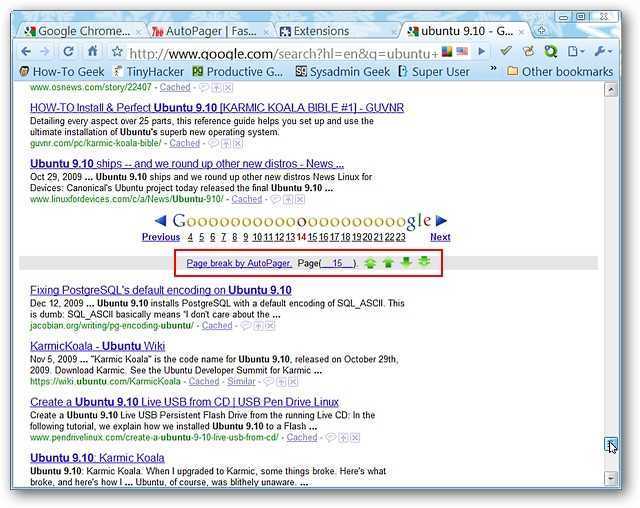 Google Chrome...
AutoPager | Fas...
Extensions
ubuntu 9.10 - G...
http://www.google.com/search?hl=en&q=ubuntu+
How-To Geek
TinyHacker
Productive G...
Sysadmin Geek
Super User
»
Other bookmarks
www.osnews.com/story/22407 - Cached -
HOW-TO Install & Perfect Ubuntu 9.10 [KARMIC KOALA BIBLE #1] - GUVNR
Detailing every aspect over 25 parts, this reference guide helps you set up and use the
ultimate installation of Ubuntu's superb new operating system.
guvnr.com/pc/karmic-koala-bible/ - Cached -
Ubuntu 9.10 ships -- and we round up other new distros - News ...
Oct 29, 2009 ... Ubuntu 9.10 ships and we round up other new distros News Linux for
Devices: Canonical's Ubuntu project today released the final Ubuntu 9.10 ...
www.linuxfordevices.com/c/a/News/Ubuntu-910/ - Cached -
Gooooooooooooooooooooogle
Previous 4 5 6 7 8 9 10 11 12 13 14 15 16 17 18 19 20 21 22 23 Next
Page break by AutoPager. Page(__15__).
Fixing PostgreSQL's default encoding on Ubuntu 9.10
Dec 12, 2009 ... Ubuntu 9.10 installs PostgreSQL with a default encoding of SQL_ASCII. This
is dumb: SQL_ASCII basically means "I don't care about the ...
jacobian.org/writing/pg-encoding-ubuntu/ - Cached -
KarmicKoala - Ubuntu Wiki
Nov 5, 2009 ... "Karmic Koala" is the code name for Ubuntu 9.10, released on October 29th,
2009. Download Karmic. See the Ubuntu Developer Summit for Karmic ...
https://wiki.ubuntu.com/KarmicKoala - Cached - Similar -
Create a Ubuntu 9.10 Live USB from CD | USB Pen Drive Linux
Create a Ubuntu 9.10 Live USB Persistent Flash Drive from the running Live CD: In the
following tutorial, we explain how we installed Ubuntu 9.10 to a Flash ...
www.pendrivelinux.com/create-a-ubuntu-9-10-live-usb-from-cd/ - Cached -
Ubuntu 9.10: Karmic Koala
Ubuntu 9.10: Karmic Koala. When I upgraded to Karmic, some things broke. Here's what
broke, and here's how I ... Ubuntu, of course, was blithely unaware. ...